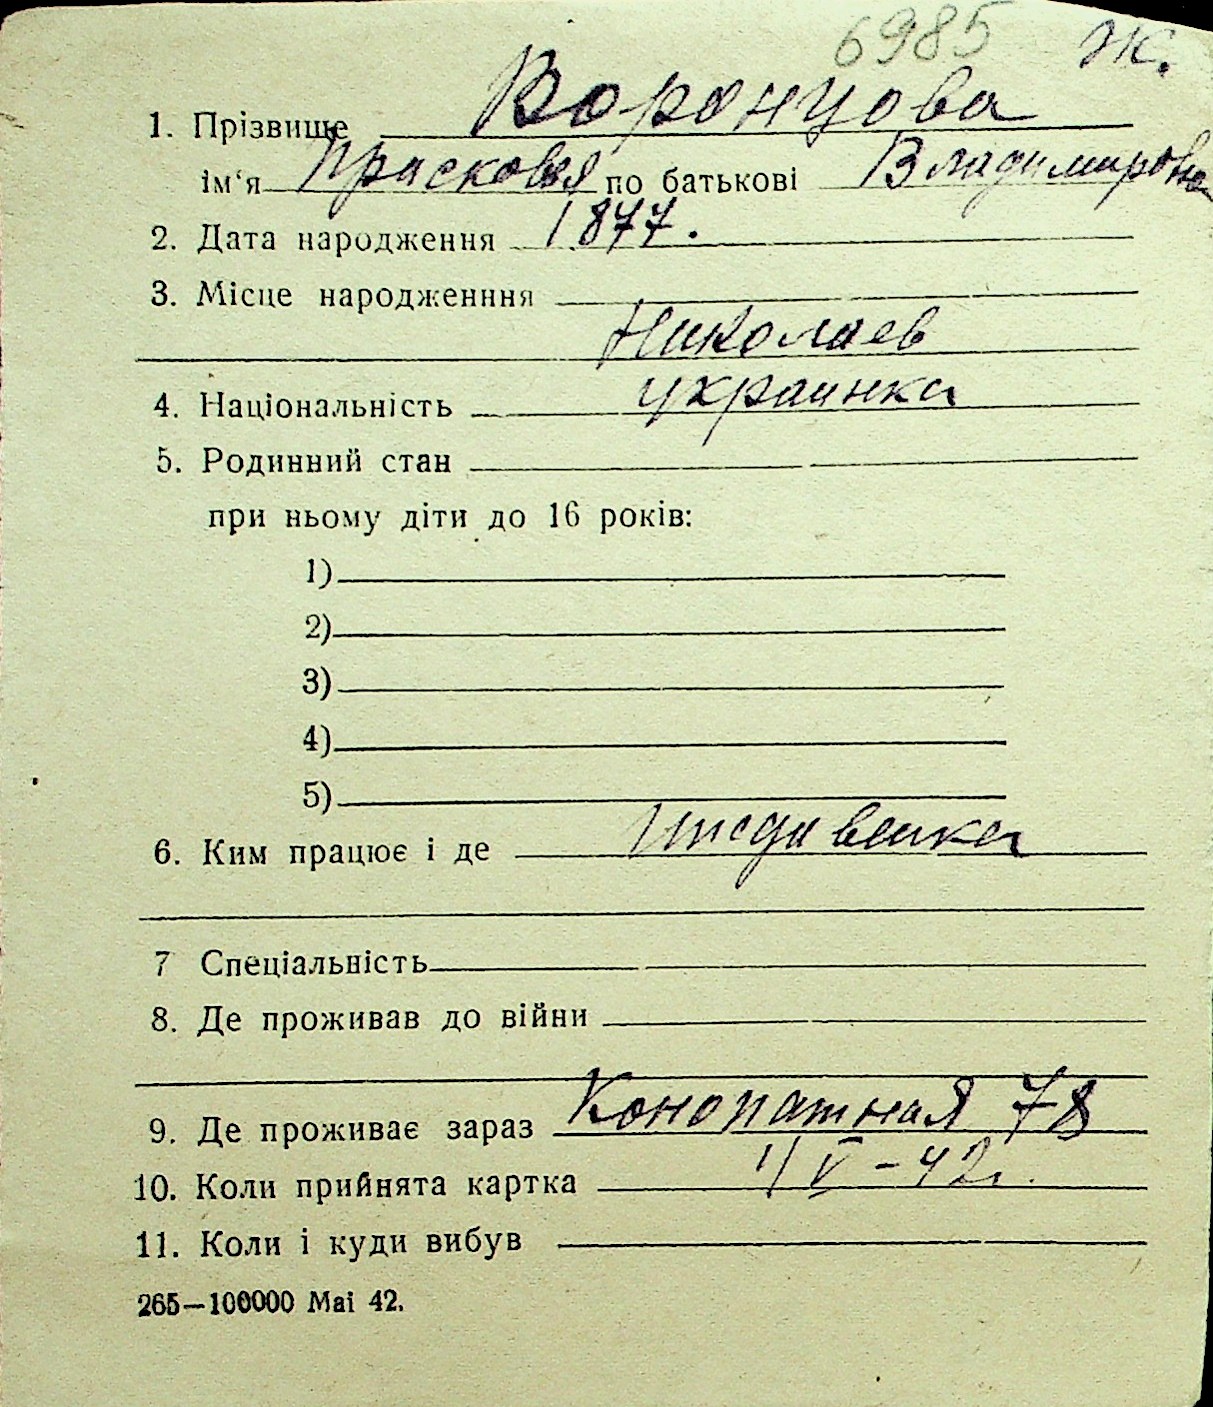 6985 Ж.
1. Прізвище Воронцова
ім'я Прасковья по батькові Владимировна
2. Дата народження 1877.
3. Місце народженння
Николаев
4. Національність украинка
5. Родинний стан
при ньому діти до 16 років:
1)
2)
3)
4)
5)
6. Ким працює і де Иждивенка
7 Спеціальність
8. Де проживав до війни
9. Де проживає зараз Конопатная 78
10. Коли прийнята картка 1/V-42г.
11. Коли і куди вибув
265—100000 Маі 42.